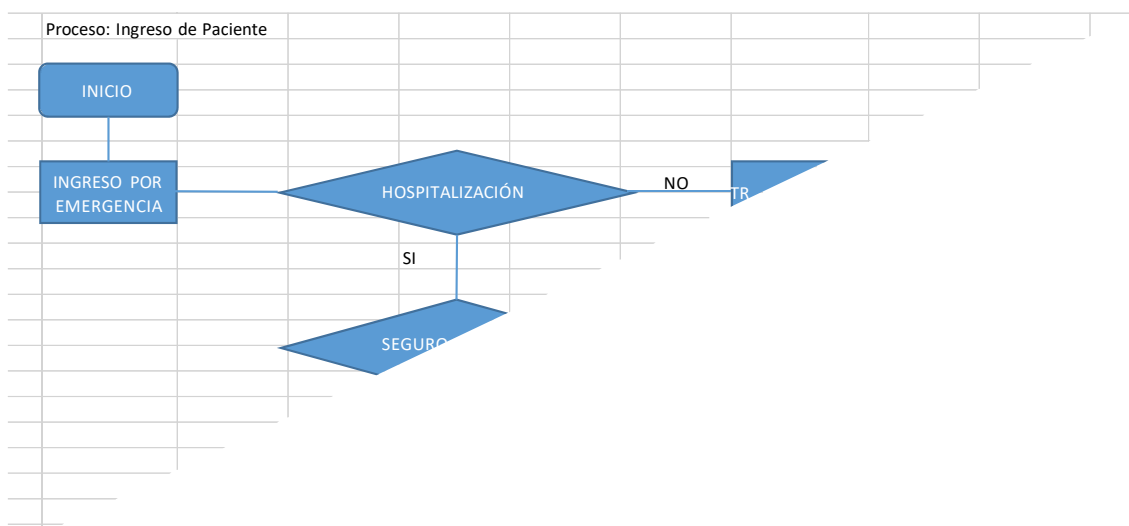 Proceso: Ingreso de Paciente
INICIO
INGRESO POR
EMERGENCIA
HOSPITALIZACIÓN
NO
SI
SEGURO